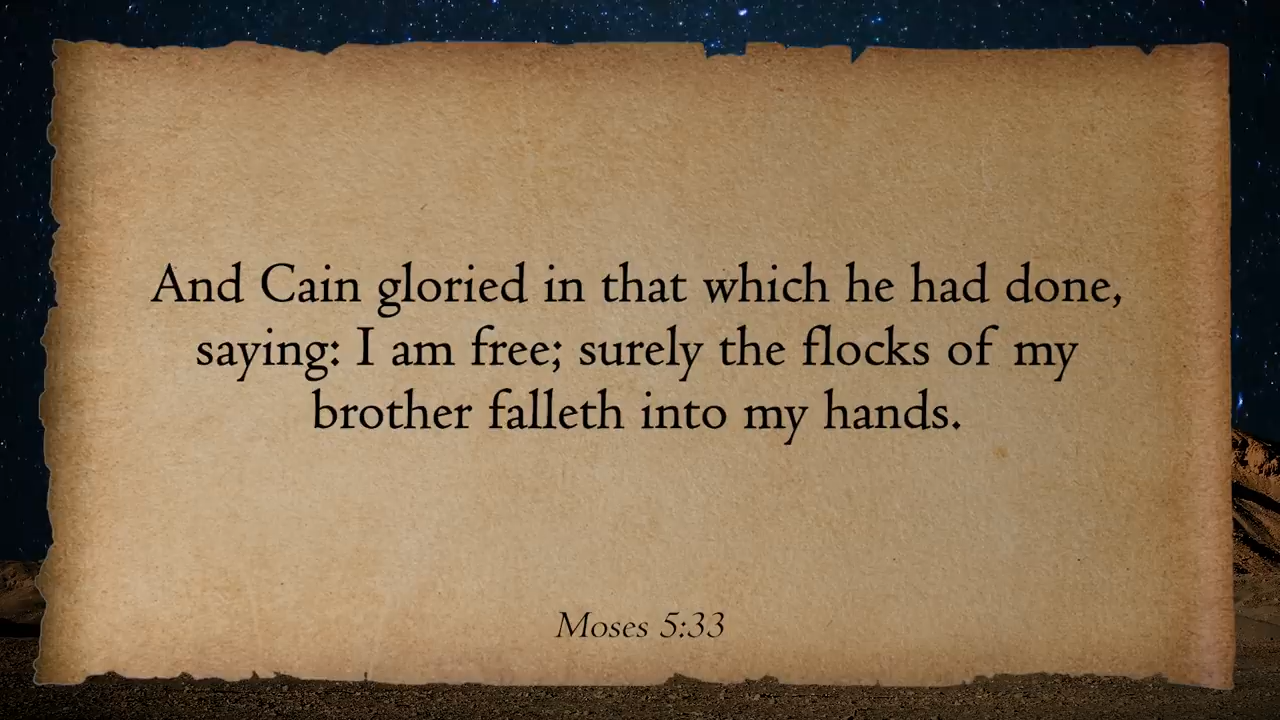 And Cain gloried in that which he had done,
saying: I am free; surely the flocks of my
brother falleth into my hands.
Moses 5:33